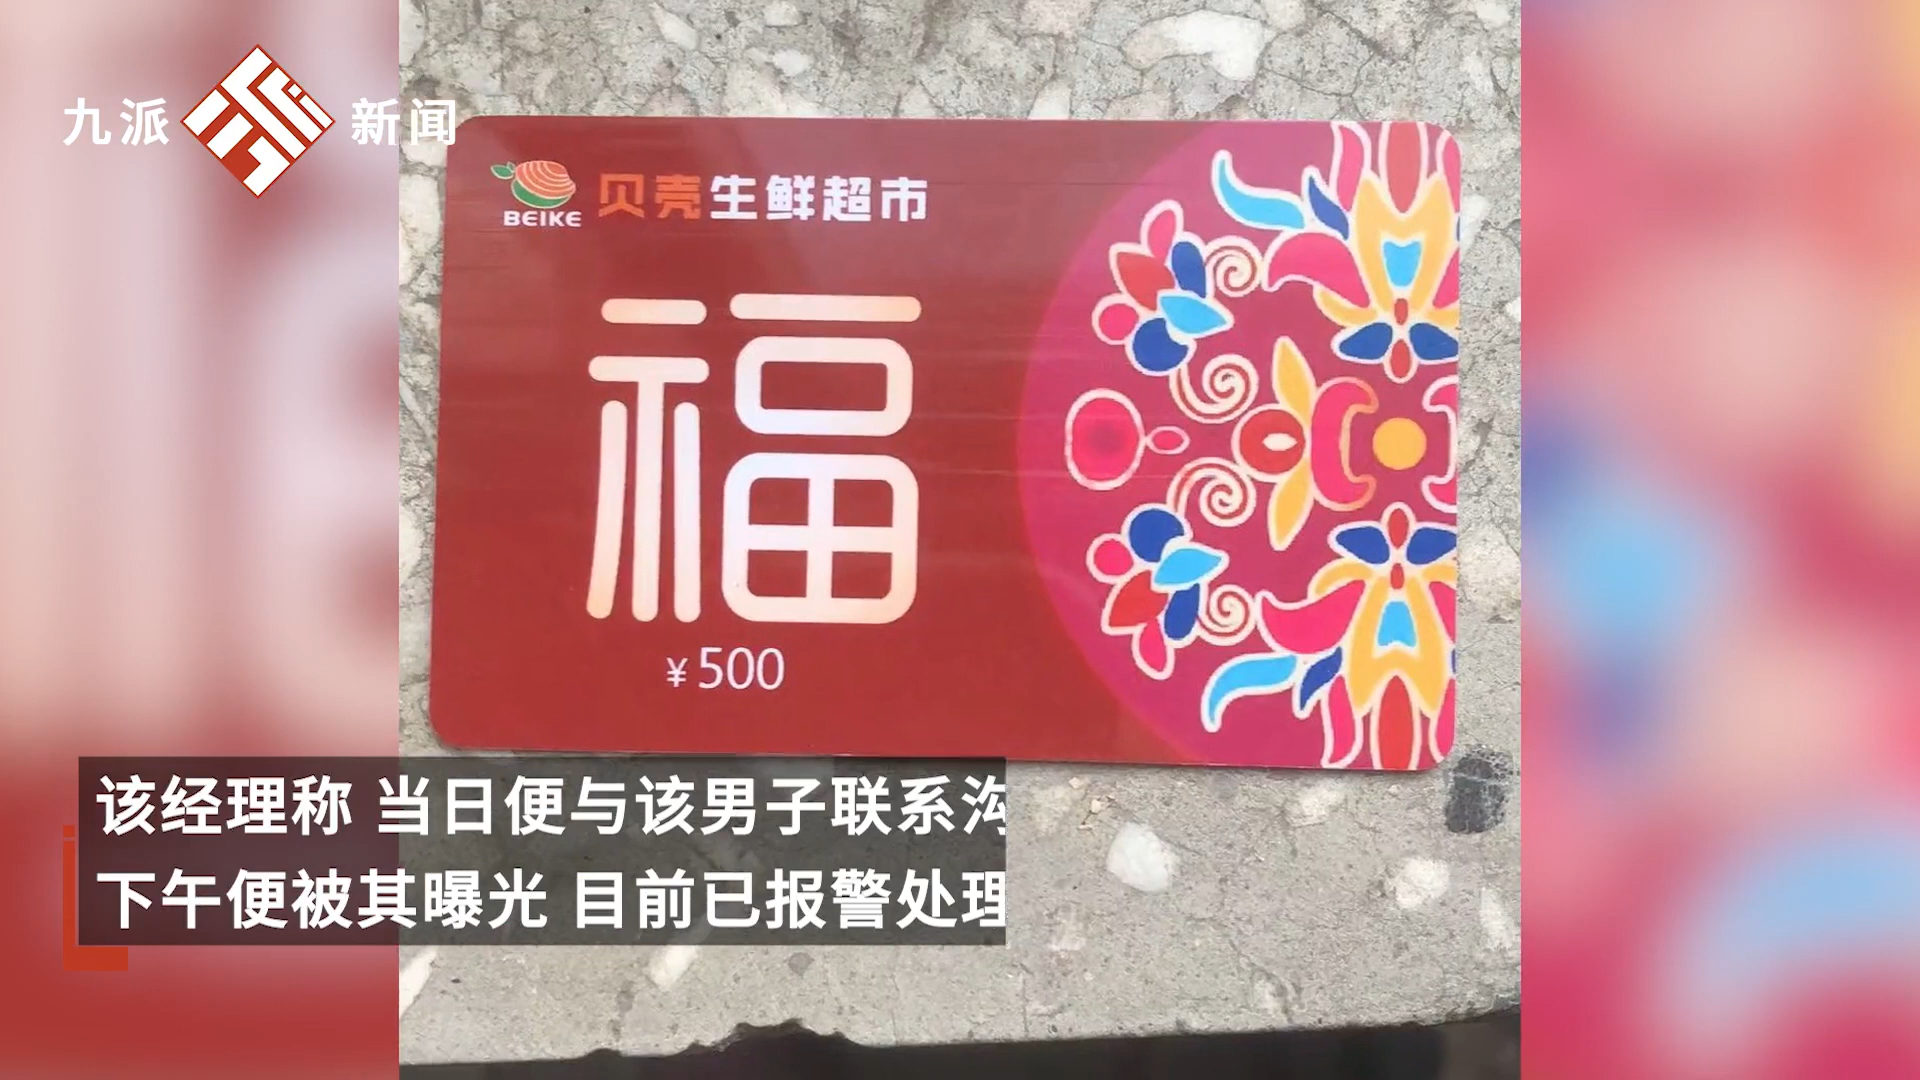 九派 新闻
BEIKE 贝壳生鲜超市
福
¥500
该经理称 当日便与该男子联系沟
下午便被其曝光 目前已报警处理